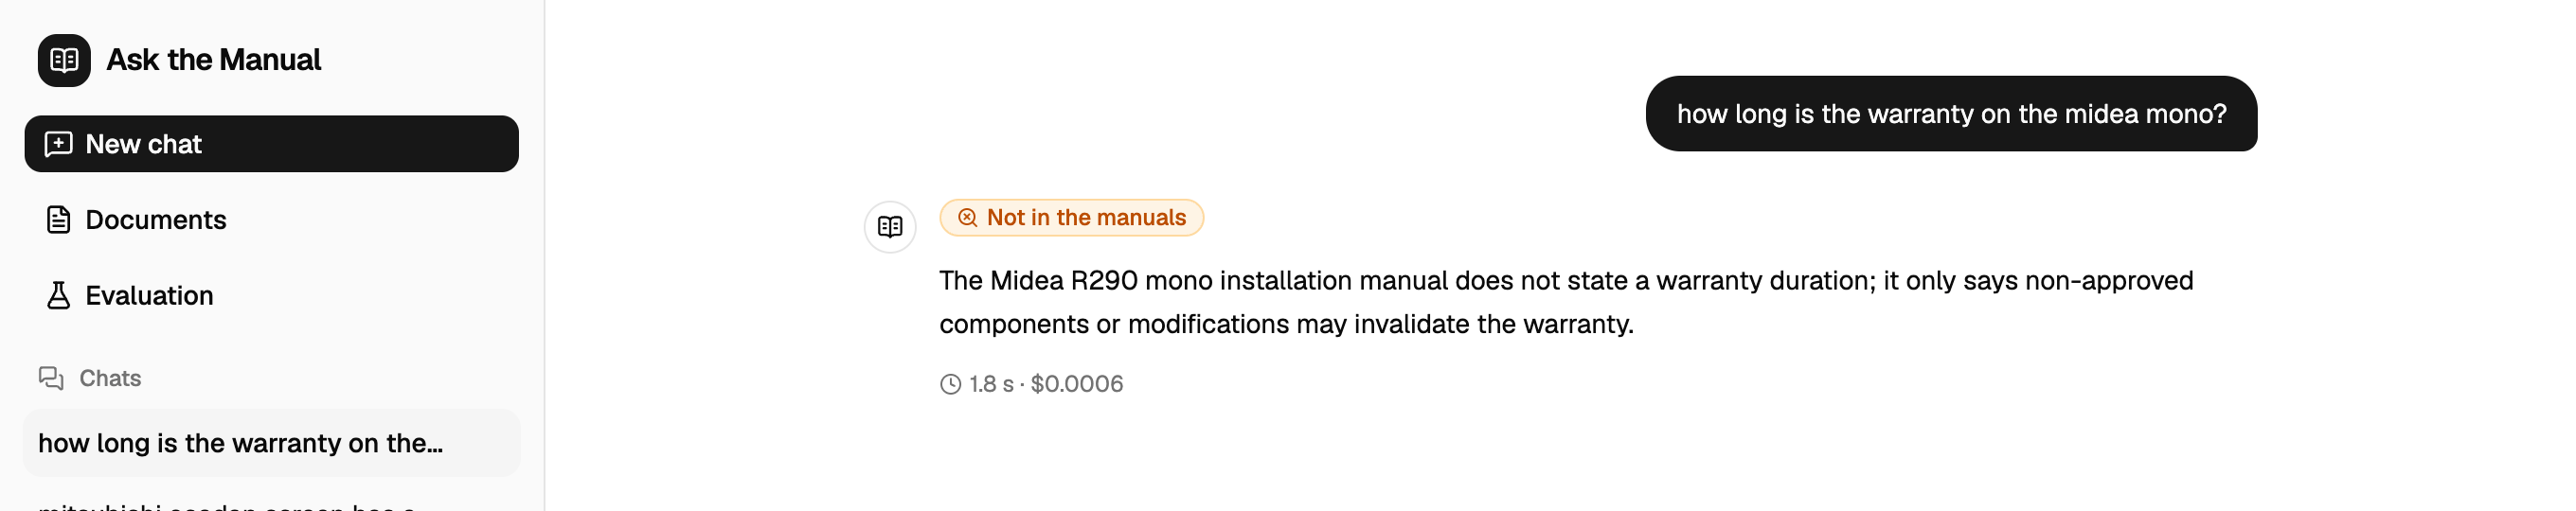 Ask the Manual
New chat
Documents
Evaluation
Chats
how long is the warranty on the...
how long is the warranty on the midea mono?
Not in the manuals
The Midea R290 mono installation manual does not state a warranty duration; it only says non-approved
components or modifications may invalidate the warranty.
1.8 s · $0.0006